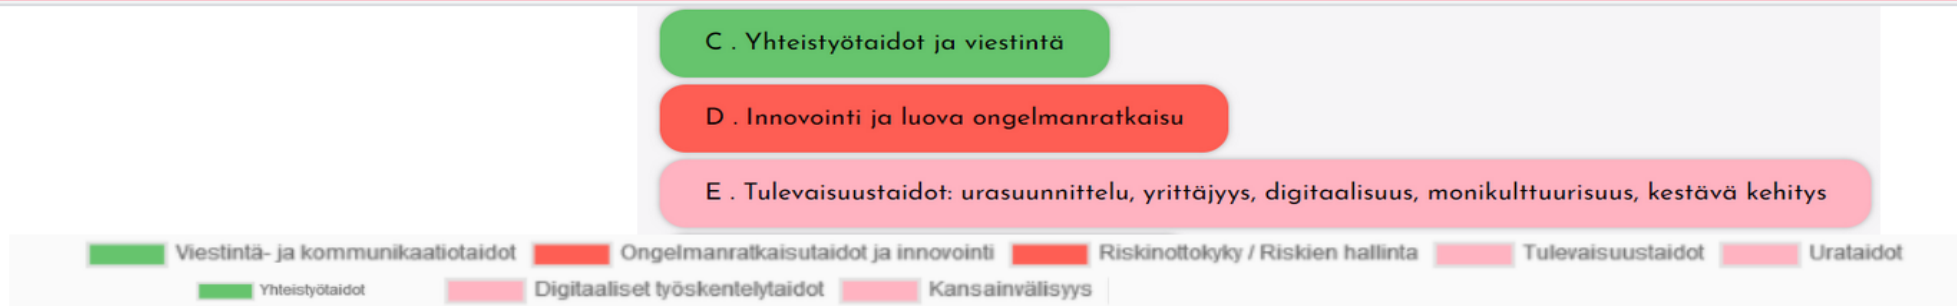 C . Yhteistyötaidot ja viestintä
D . Innovointi ja luova ongelmanratkaisu
E . Tulevaisuustaidot: urasuunnittelu, yrittäjyys, digitaalisuus, monikulttuurisuus, kestävä kehitys
Viestintä- ja kommunikaatiotaidot Ongelmanratkaisutaidot ja innovointi Riskinottokyky / Riskien hallinta Tulevaisuustaidot Urataidot
Yhteistyötaidot Digitaaliset työskentelytaidot Kansainvälisyys